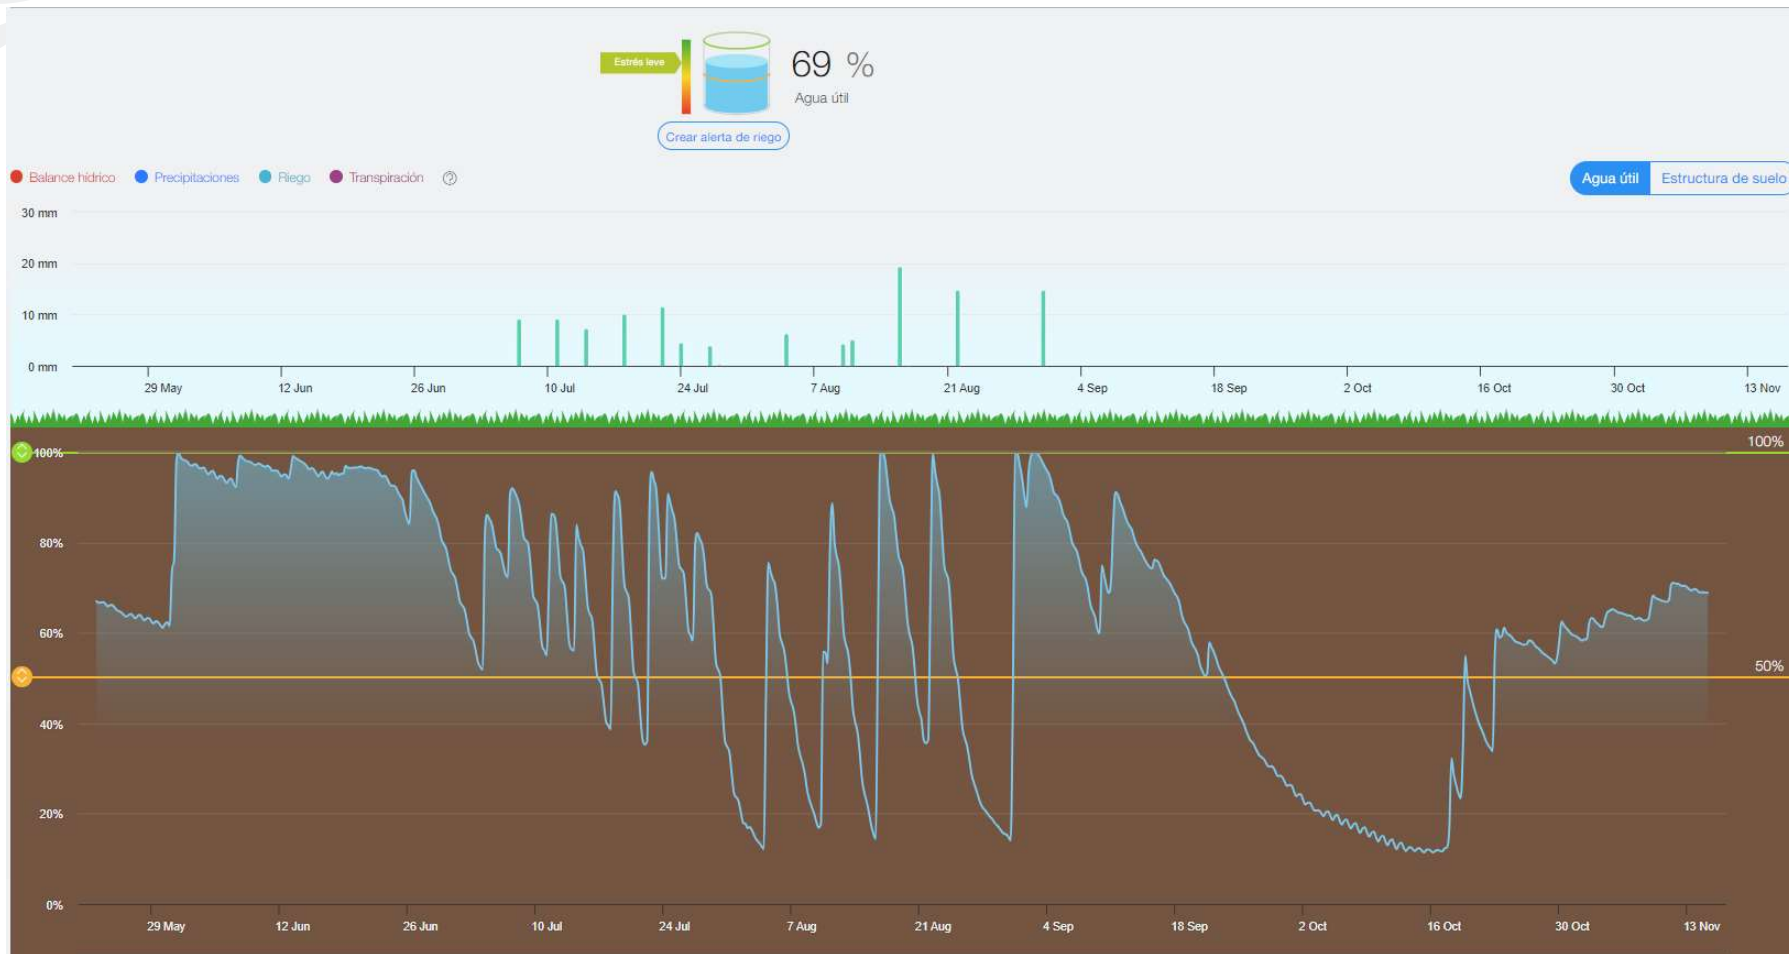 Estrés leve
69 %
Agua útil
Crear alerta de riego
Balance hídrico Precipitaciones Riego Transpiración ?
Agua útil Estructura de suelo
30 mm
20 mm
10 mm
0 mm
29 May 12 Jun 26 Jun 10 Jul 24 Jul 7 Aug 21 Aug 4 Sep 18 Sep 2 Oct 16 Oct 30 Oct 13 Nov
100% 100%
80%
60%
50%
40%
20%
0%
29 May 12 Jun 26 Jun 10 Jul 24 Jul 7 Aug 21 Aug 4 Sep 18 Sep 2 Oct 16 Oct 30 Oct 13 Nov